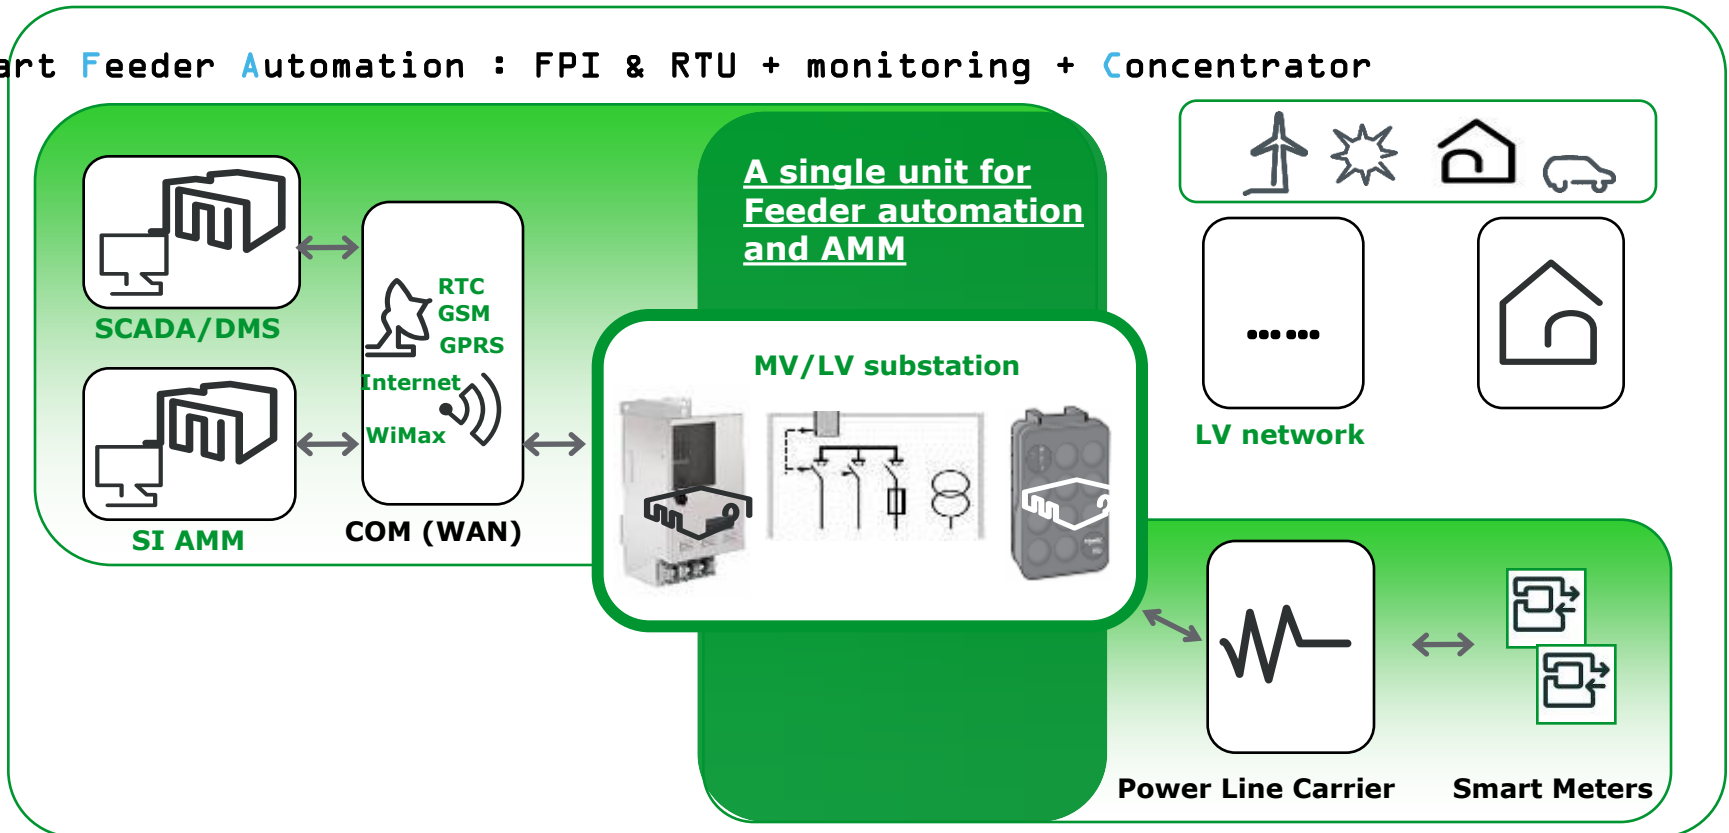 art Feeder Automation : FPI & RTU + monitoring + Concentrator
A single unit for
Feeder automation
and AMM
SCADA/DMS
RTC
GSM
GPRS
Internet
WiMax
SI AMM
COM (WAN)
MV/LV substation
......
LV network
Power Line Carrier
Smart Meters